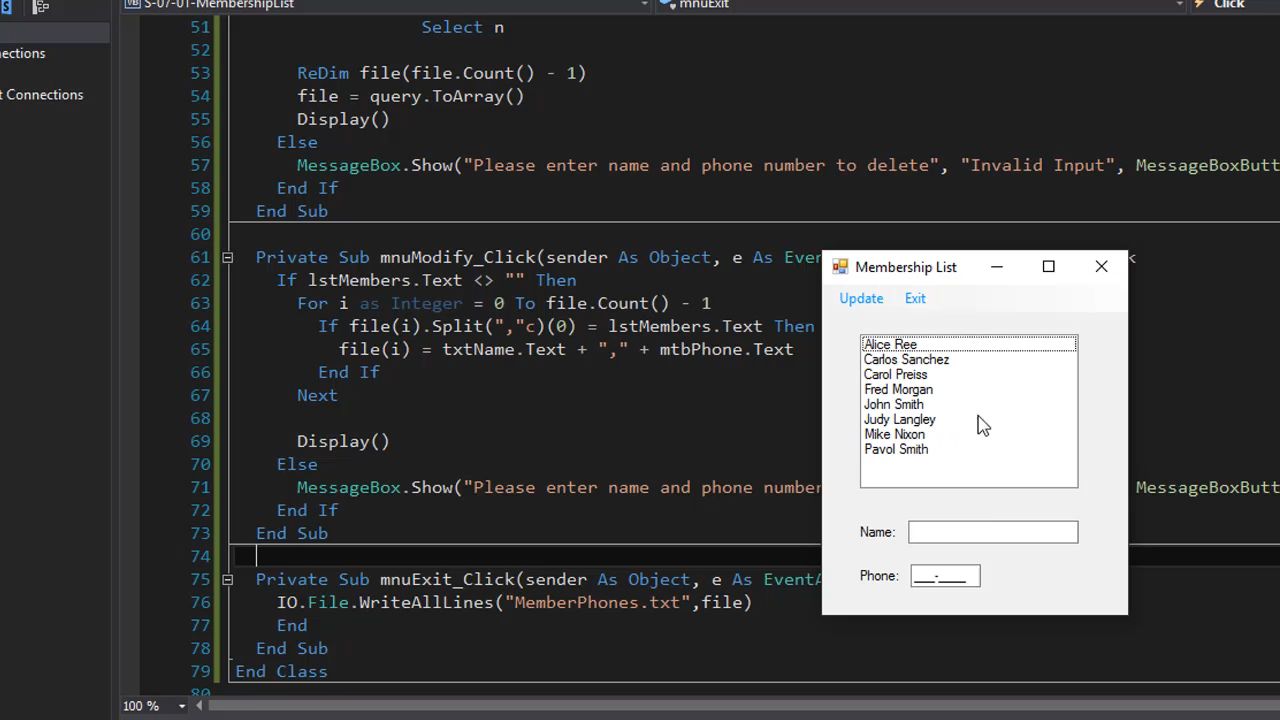 S-07-01-MembershipList
mnuExit
Click
51 Select n
52
nections
53 ReDim file(file.Count() - 1)
t Connections
54 file = query.ToArray()
55 Display()
56 Else
57 MessageBox.Show("Please enter name and phone number to delete", "Invalid Input", MessageBoxButt
58 End If
59 End Sub
60
61 Private Sub mnuModify_Click(sender As Object, e As Even
62 If lstMembers.Text <> "" Then
63 For i as Integer = 0 To file.Count() - 1
64 If file(i).Split(","c)(0) = lstMembers.Text Then
65 file(i) = txtName.Text + "," + mtbPhone.Text
66 End If
67 Next
68
69 Display()
70 Else
71 MessageBox.Show("Please enter name and phone number
MessageBoxButt
72 End If
73 End Sub
74
75 Private Sub mnuExit_Click(sender As Object, e As EventA
76 IO.File.WriteAllLines("MemberPhones.txt",file)
77 End
78 End Sub
79 End Class
80
100 %
Membership List
Update Exit
Alice Ree
Carlos Sanchez
Carol Preiss
Fred Morgan
John Smith
Judy Langley
Mike Nixon
Pavol Smith
Name:
Phone: ___-____